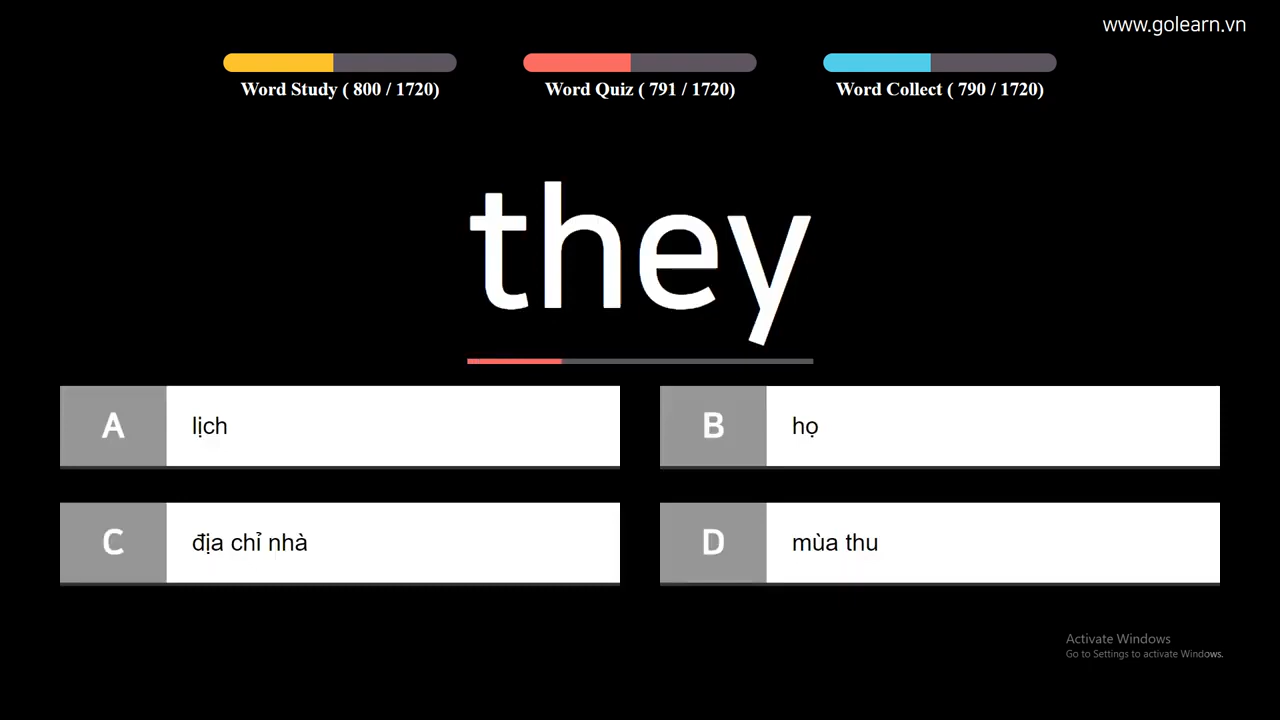 www.golearn.vn
Word Study ( 800 / 1720)
Word Quiz ( 791 / 1720)
Word Collect ( 790 / 1720)
they
A lịch
B họ
C địa chỉ nhà
D mùa thu
Activate Windows
Go to Settings to activate Windows.